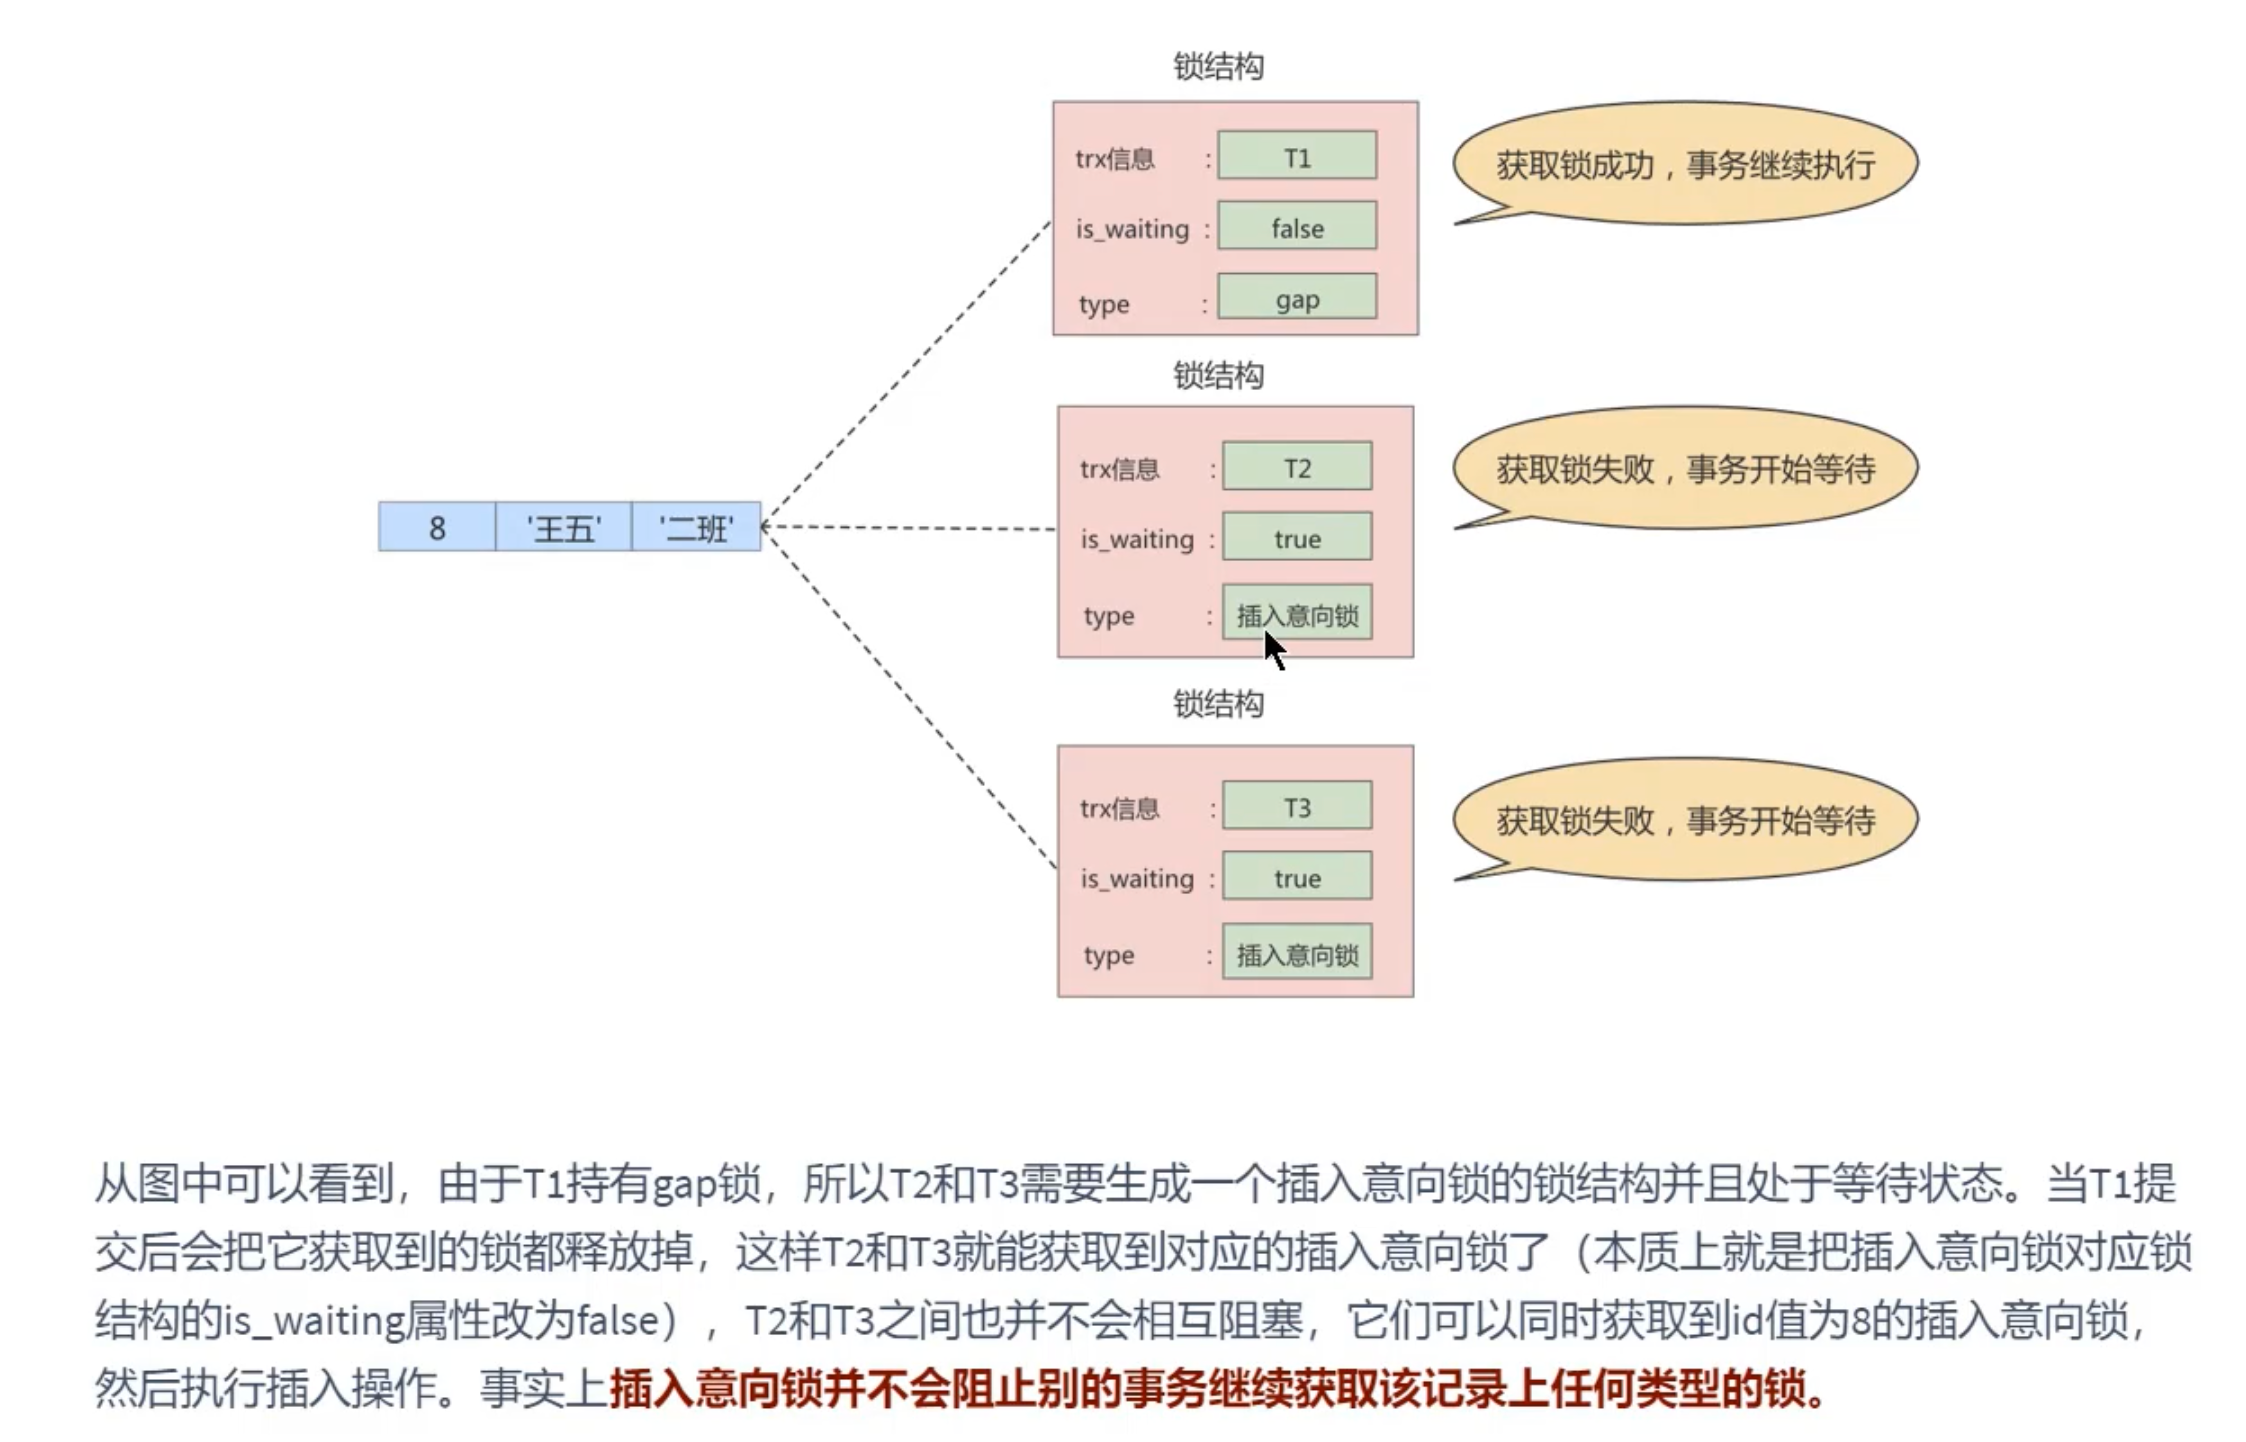 锁结构
trx信息 : T1
is_waiting : false
type : gap
获取锁成功，事务继续执行
锁结构
trx信息 : T2
is_waiting : true
type : 插入意向锁
获取锁失败，事务开始等待
8 '王五' '二班'
锁结构
trx信息 : T3
is_waiting : true
type : 插入意向锁
获取锁失败，事务开始等待
从图中可以看到，由于T1持有gap锁，所以T2和T3需要生成一个插入意向锁的锁结构并且处于等待状态。当T1提
交后会把它获取到的锁都释放掉，这样T2和T3就能获取到对应的插入意向锁了（本质上就是把插入意向锁对应锁
结构的is_waiting属性改为false），T2和T3之间也并不会相互阻塞，它们可以同时获取到id值为8的插入意向锁，
然后执行插入操作。事实上插入意向锁并不会阻止别的事务继续获取该记录上任何类型的锁。